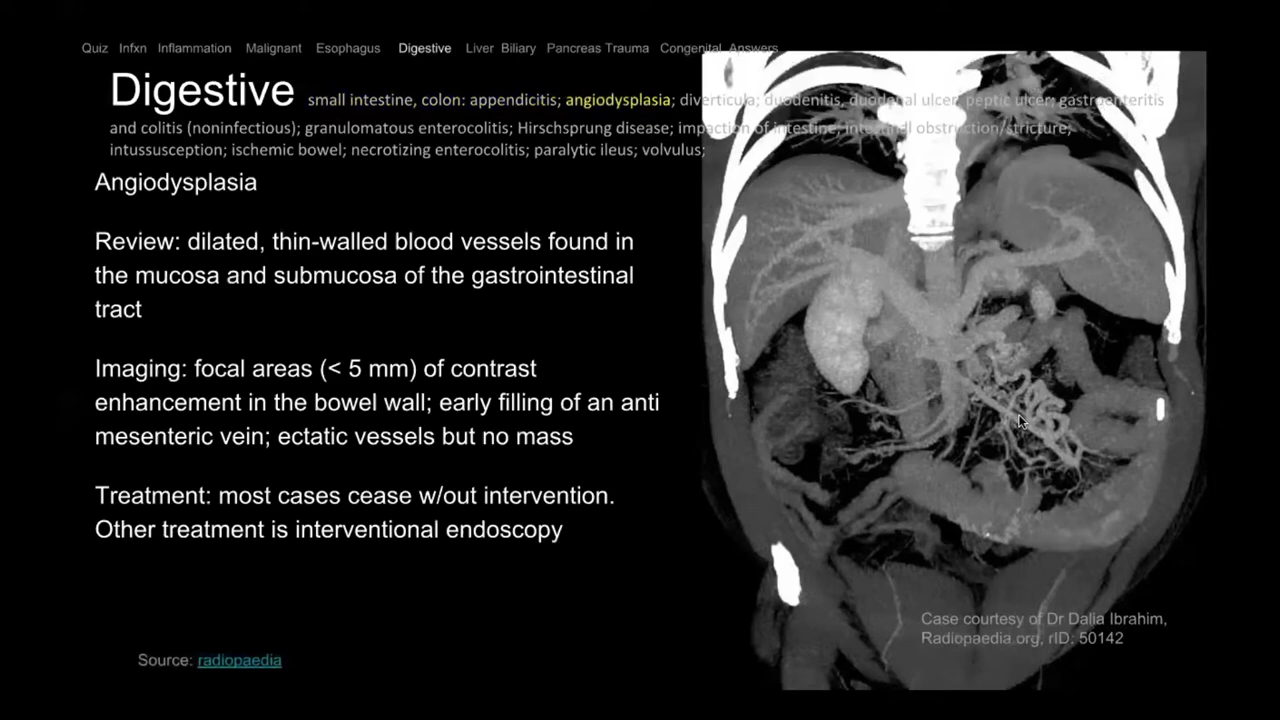 Quiz Infxn Inflammation Malignant Esophagus Digestive Liver Biliary Pancreas Trauma Congenital Answers
Digestive small intestine, colon: appendicitis; angiodysplasia; diverticula; duodenitis, duodenal ulcer, peptic ulcer; gastroenteritis
and colitis (noninfectious); granulomatous enterocolitis; Hirschsprung disease; impaction of intestine; intestinal obstruction/stricture;
intussusception; ischemic bowel; necrotizing enterocolitis; paralytic ileus; volvulus;
Angiodysplasia
Review: dilated, thin-walled blood vessels found in
the mucosa and submucosa of the gastrointestinal
tract
Imaging: focal areas (< 5 mm) of contrast
enhancement in the bowel wall; early filling of an anti
mesenteric vein; ectatic vessels but no mass
Treatment: most cases cease w/out intervention.
Other treatment is interventional endoscopy
Case courtesy of Dr Dalia Ibrahim,
Radiopaedia.org, rID: 50142
Source: radiopaedia